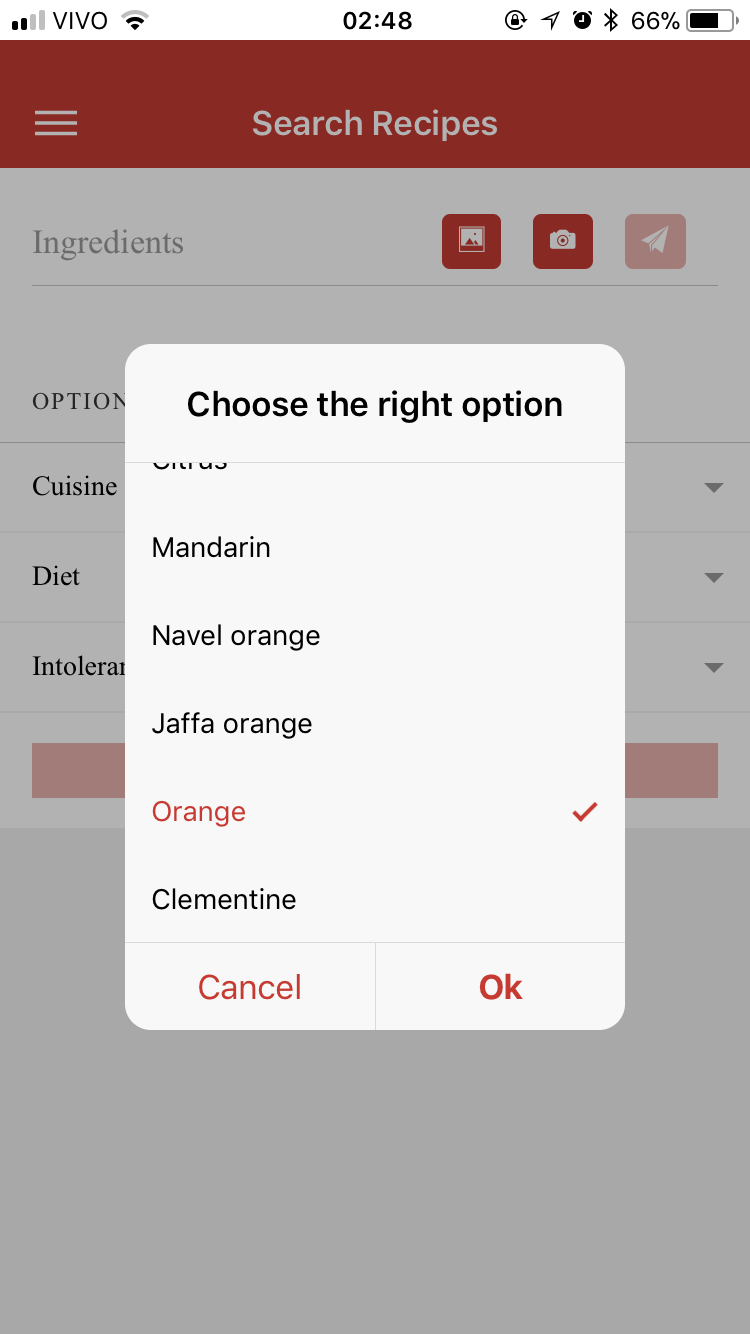 VIVO 02:48 66%
Search Recipes
Ingredients
Choose the right option
OPTION
Citrus
Cuisine
Mandarin
Diet
Navel orange
Intoleran
Jaffa orange
Orange
Clementine
Cancel Ok